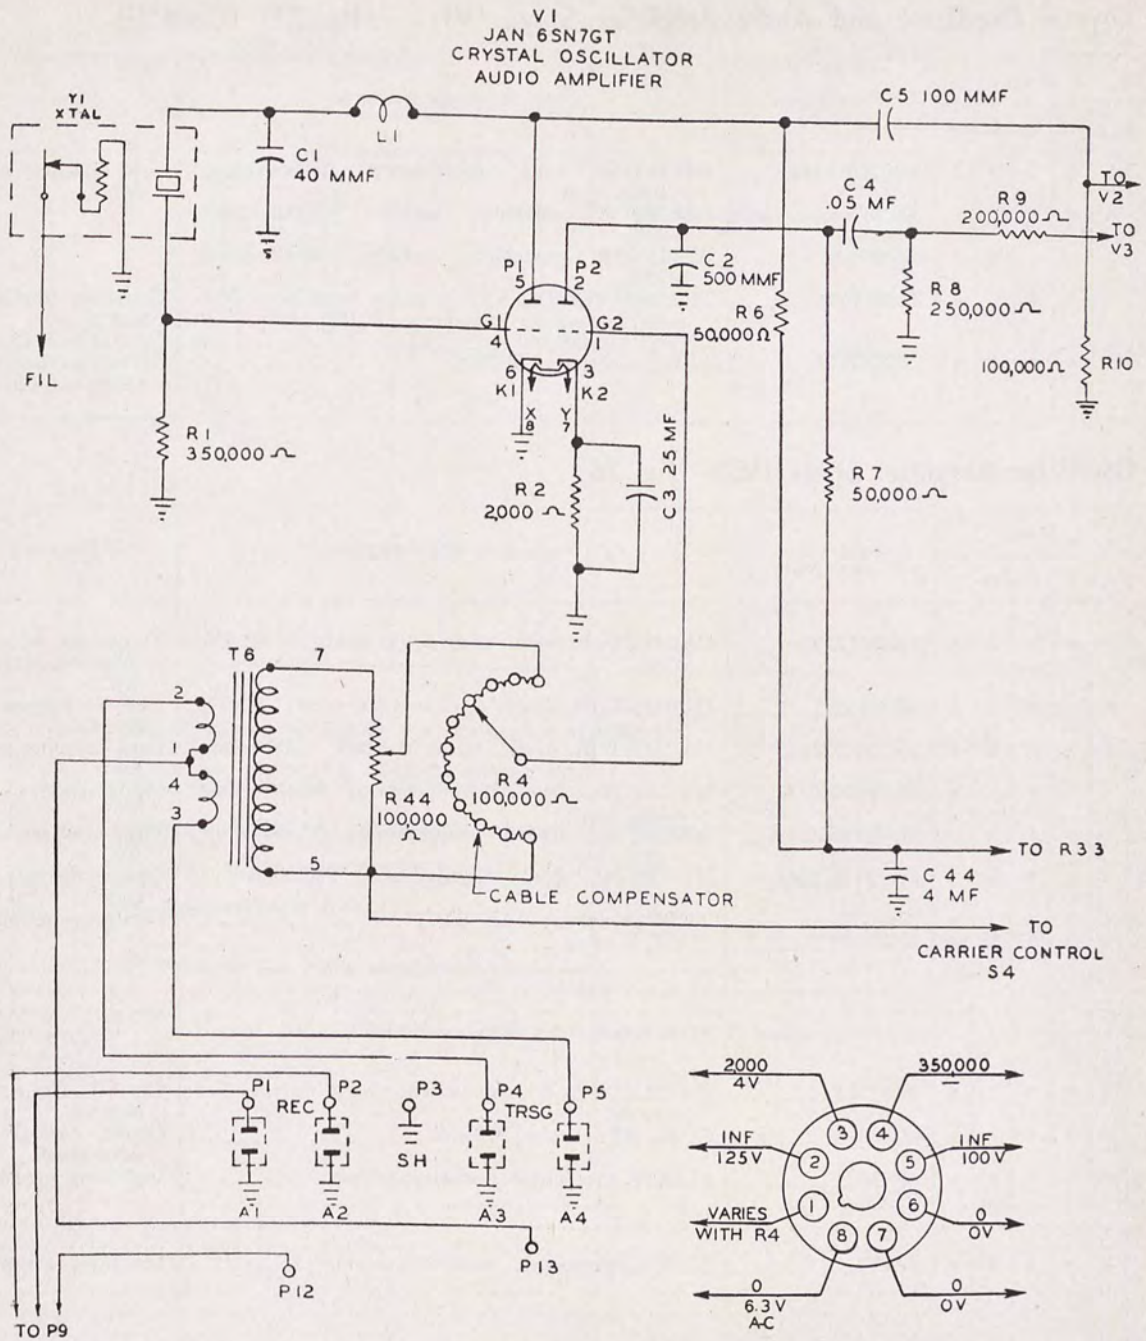 V1
JAN 6SN7GT
CRYSTAL OSCILLATOR
AUDIO AMPLIFIER
Y1
XTAL
C1
40 MMF
L1
C5 100 MMF
TO
V2
C4
.05 MF
R9
200,000 Ω
TO
V3
P1
5
P2
2
C2
500 MMF
R8
250,000 Ω
R6
50,000 Ω
G1
4
G2
1
6
K1
3
K2
X
8
Y
7
100,000 Ω R10
FIL
R1
350,000 Ω
R2
2,000 Ω
C3 25 MF
R7
50,000 Ω
T6
7
2
1
4
3
5
R44
100,000
Ω
R4
100,000 Ω
CABLE COMPENSATOR
TO R33
C44
4 MF
TO
CARRIER CONTROL
S4
P1
REC
P2
P3
SH
P4
TRSG
P5
A1
A2
A3
A4
P12
P13
TO P9
2,000
4V
350,000
—
INF
125V
INF
100V
VARIES
WITH R4
0
0V
0
6.3V
A-C
0
0V
3
4
2
5
1
6
8
7